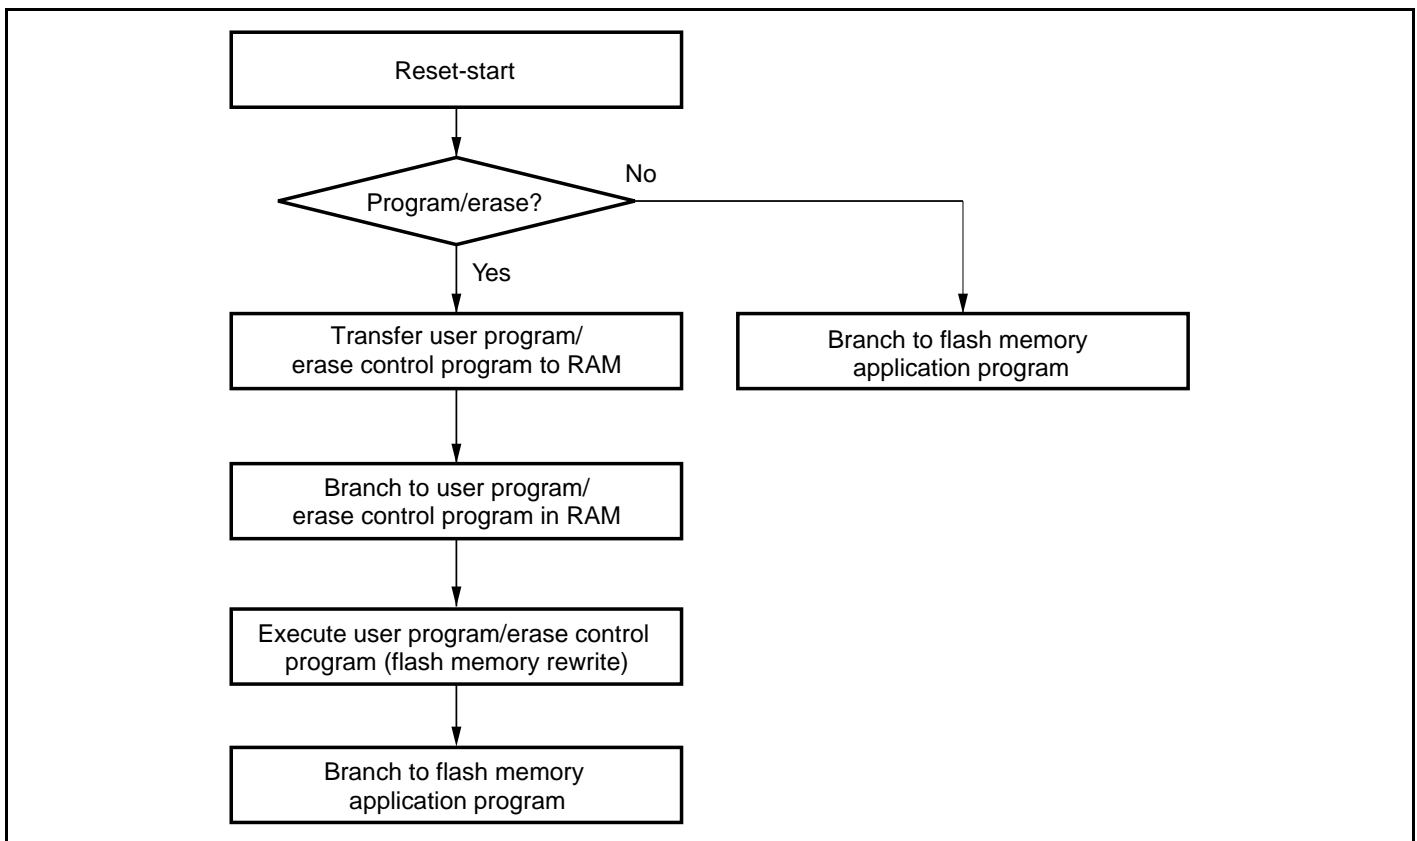 Reset-start
No
Program/erase?
Yes
Transfer user program/
erase control program to RAM
Branch to flash memory
application program
Branch to user program/
erase control program in RAM
Execute user program/erase control
program (flash memory rewrite)
Branch to flash memory
application program